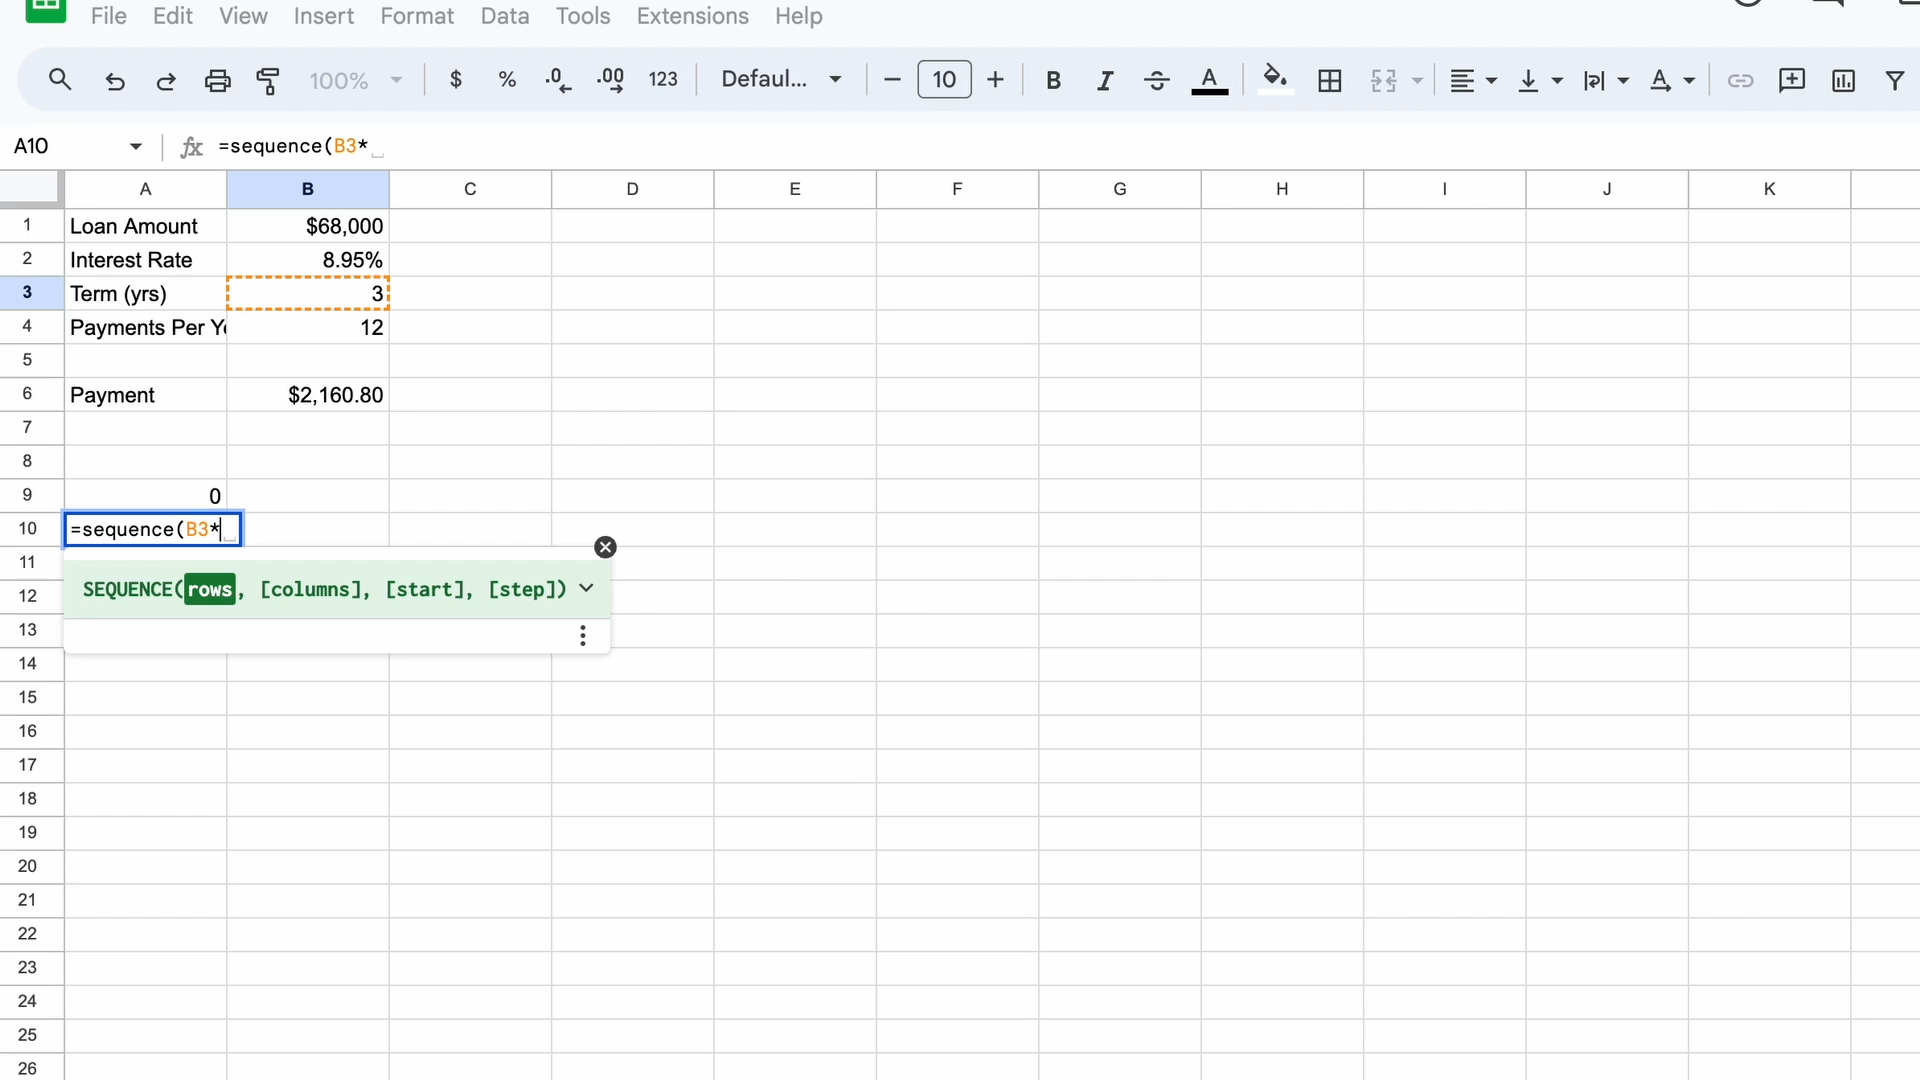 File Edit View Insert Format Data Tools Extensions Help
100% $ % .0 .00 123 Defaul... 10 B I A A
A10 fx =sequence(B3*
A B C D E F G H I J K
1 Loan Amount $68,000
2 Interest Rate 8.95%
3 Term (yrs) 3
4 Payments Per Ye 12
5
6 Payment $2,160.80
7
8
9 0
10 =sequence(B3*
11
12 SEQUENCE(rows, [columns], [start], [step])
13
14
15
16
17
18
19
20
21
22
23
24
25
26